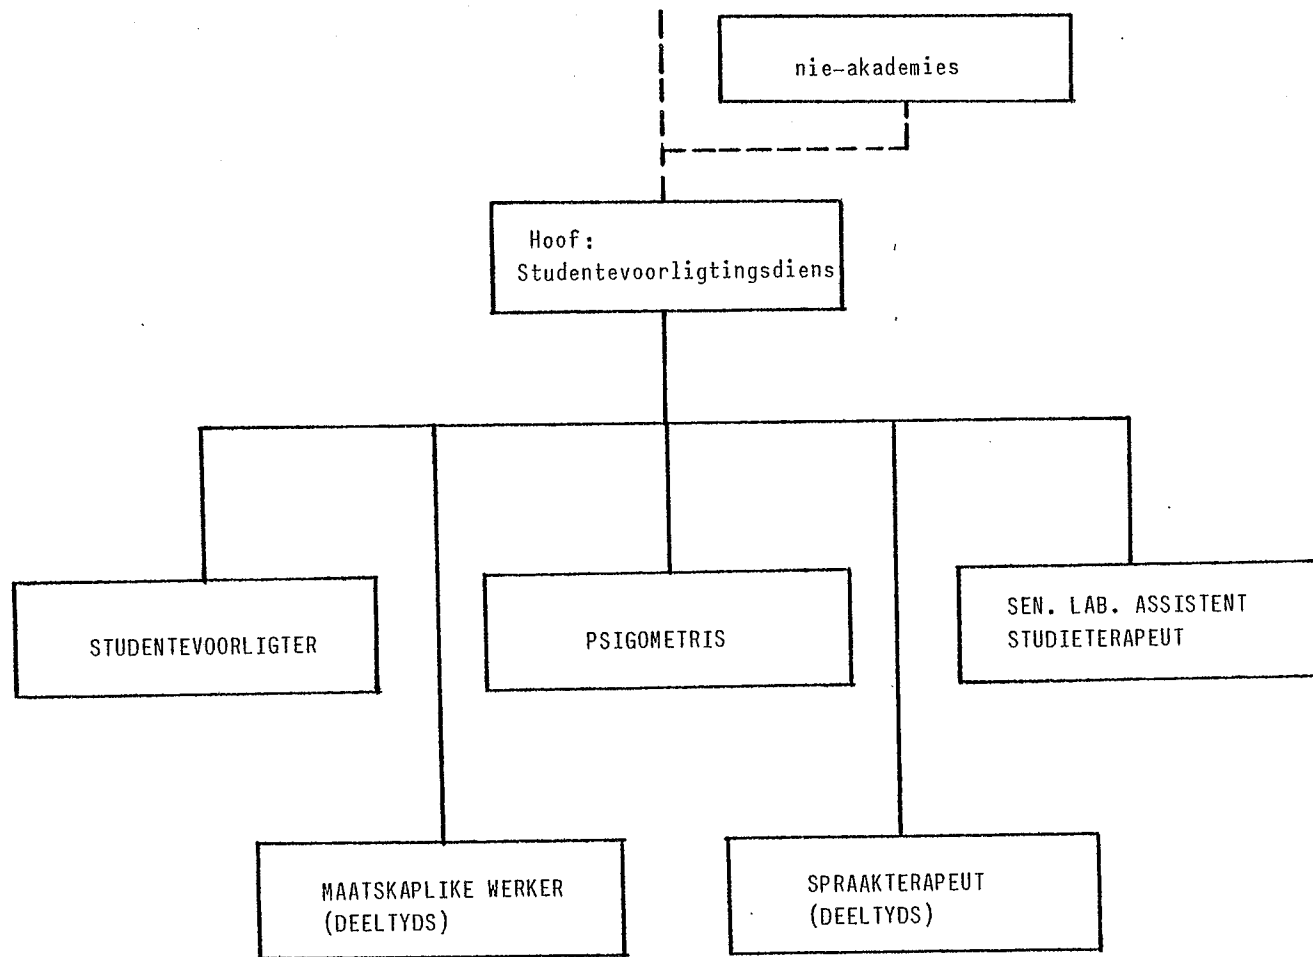 nie-akademies
Hoof:
Studentevoorligtingsdiens
STUDENTEVOORLIGTER
PSIGOMETRIS
SEN. LAB. ASSISTENT
STUDIETERAPEUT
MAATSKAPLIKE WERKER
(DEELTYDS)
SPRAAKTERAPEUT
(DEELTYDS)